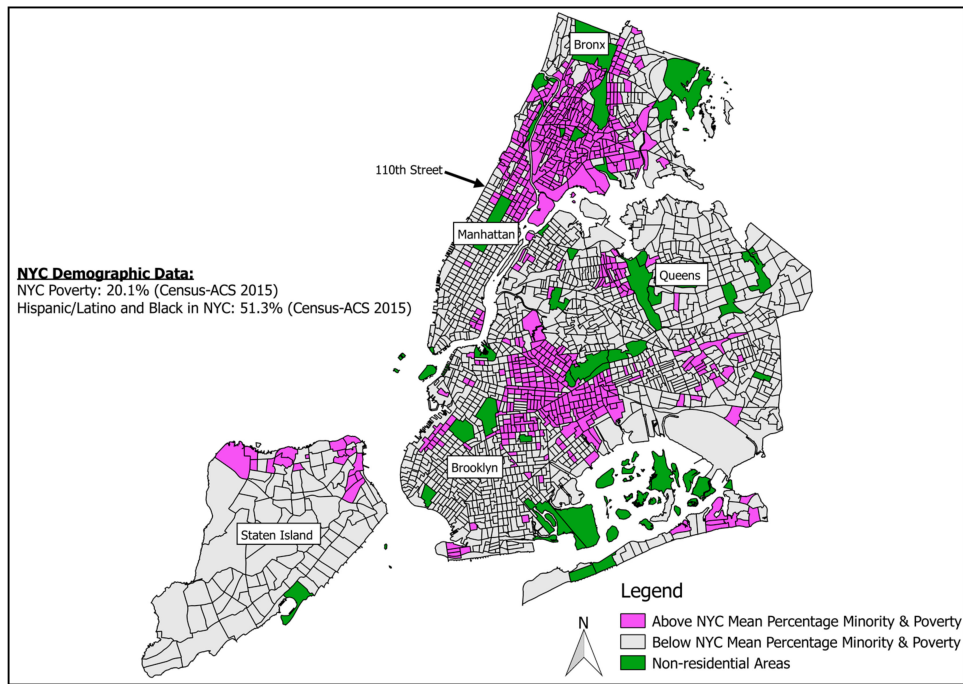 Bronx
110th Street
Manhattan
Queens
NYC Demographic Data:
NYC Poverty: 20.1% (Census-ACS 2015)
Hispanic/Latino and Black in NYC: 51.3% (Census-ACS 2015)
Brooklyn
Staten Island
Legend
N
Above NYC Mean Percentage Minority & Poverty
Below NYC Mean Percentage Minority & Poverty
Non-residential Areas